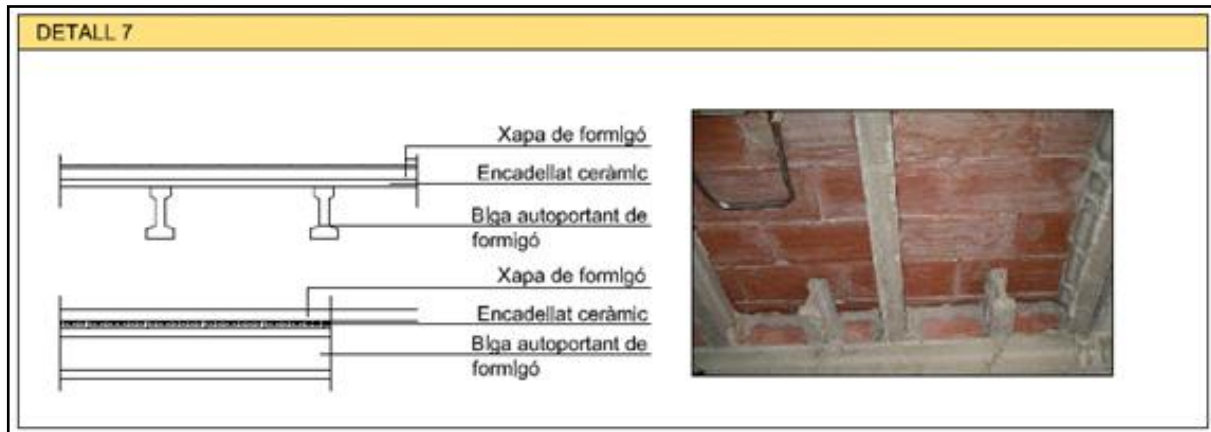 DETALL 7
Xapa de formigó
Encadellat ceràmic
Biga autoportant de
formigó
Xapa de formigó
Encadellat ceràmic
Biga autoportant de
formigó